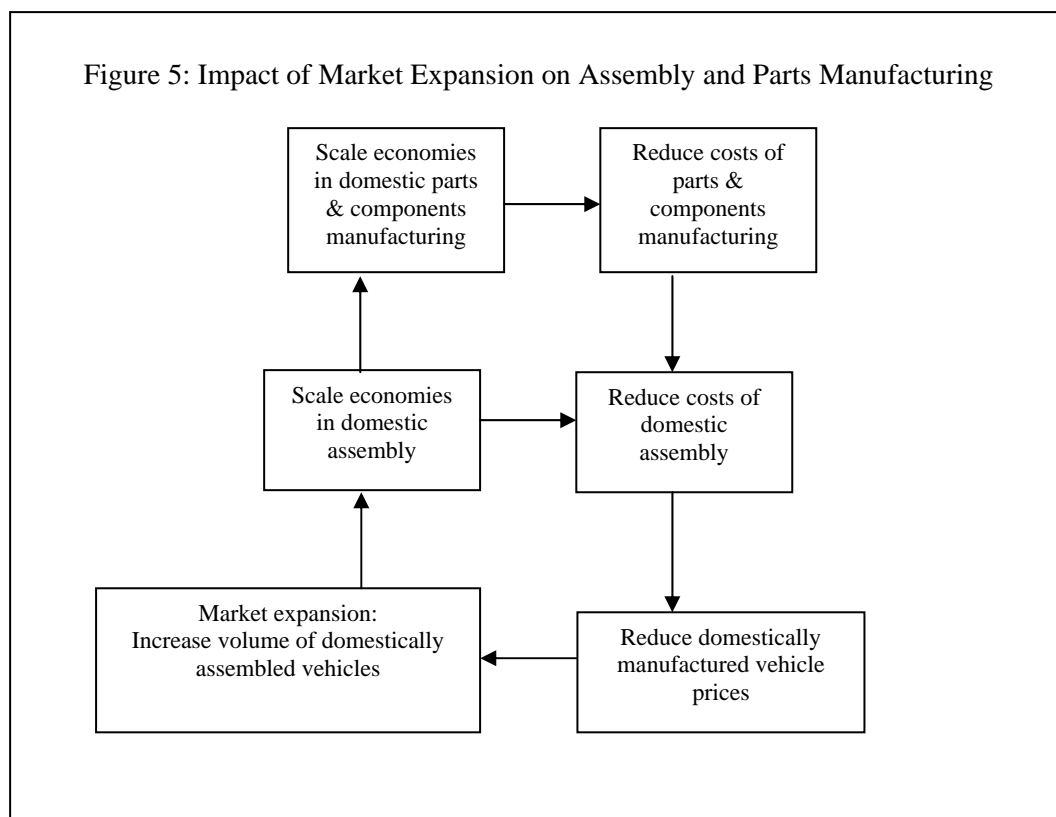 Figure 5: Impact of Market Expansion on Assembly and Parts Manufacturing
Scale economies
in domestic parts
& components
manufacturing
Reduce costs of
parts &
components
manufacturing
Scale economies
in domestic
assembly
Reduce costs of
domestic
assembly
Market expansion:
Increase volume of domestically
assembled vehicles
Reduce domestically
manufactured vehicle
prices